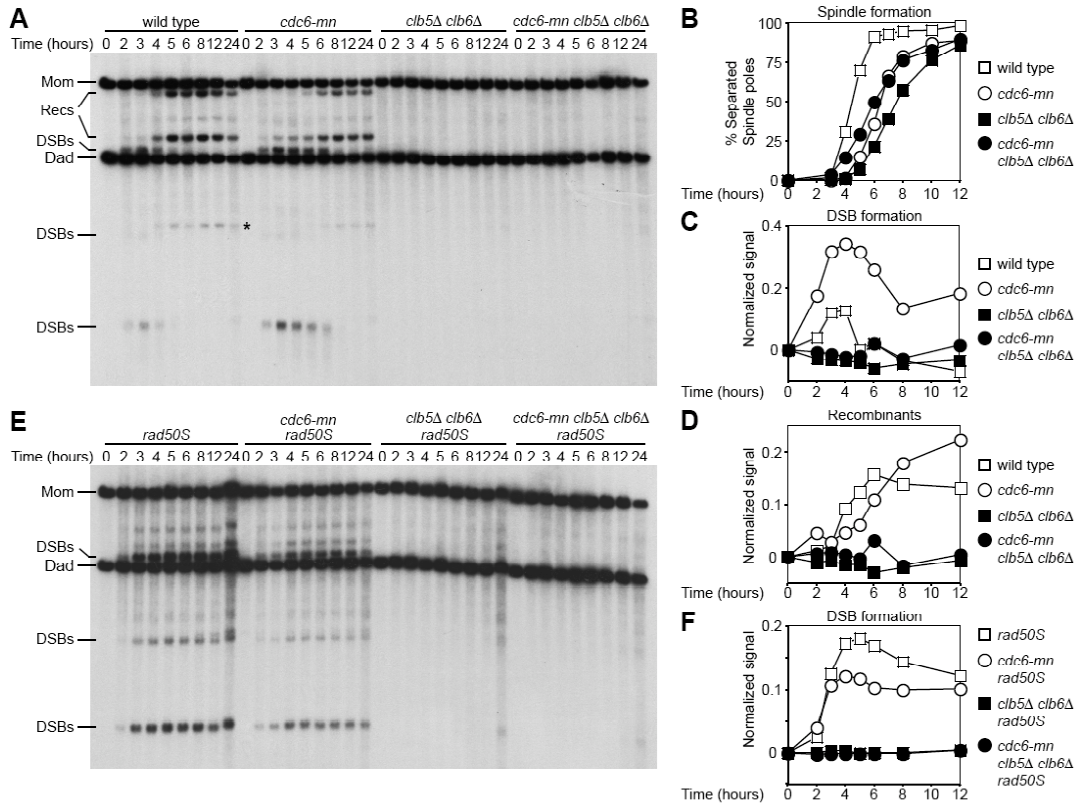 A
wild type cdc6-mn clb5Δ clb6Δ cdc6-mn clb5Δ clb6Δ
Time (hours) 0 2 3 4 5 6 8 12 24 0 2 3 4 5 6 8 12 24 0 2 3 4 5 6 8 12 24 0 2 3 4 5 6 8 12 24
Mom
Recs
DSBs
Dad
DSBs
*
DSBs
B
Spindle formation
% Separated
Spindle poles
100
75
50
25
0
Time (hours) 0 2 4 6 8 10 12
wild type
cdc6-mn
clb5Δ clb6Δ
cdc6-mn
clb5Δ clb6Δ
C
DSB formation
Normalized signal
0.4
0.2
0
Time (hours) 0 2 4 6 8 10 12
wild type
cdc6-mn
clb5Δ clb6Δ
cdc6-mn
clb5Δ clb6Δ
D
Recombinants
Normalized signal
0.2
0.1
0
Time (hours) 0 2 4 6 8 10 12
wild type
cdc6-mn
clb5Δ clb6Δ
cdc6-mn
clb5Δ clb6Δ
E
rad50S
cdc6-mn
rad50S
clb5Δ clb6Δ
rad50S
cdc6-mn clb5Δ clb6Δ
rad50S
Time (hours) 0 2 3 4 5 6 8 12 24 0 2 3 4 5 6 8 12 24 0 2 3 4 5 6 8 12 24 0 2 3 4 5 6 8 12 24
Mom
DSBs
Dad
DSBs
DSBs
F
DSB formation
Normalized signal
0.2
0.1
0
Time (hours) 0 2 4 6 8 10 12
rad50S
cdc6-mn
rad50S
clb5Δ clb6Δ
rad50S
cdc6-mn
clb5Δ clb6Δ
rad50S